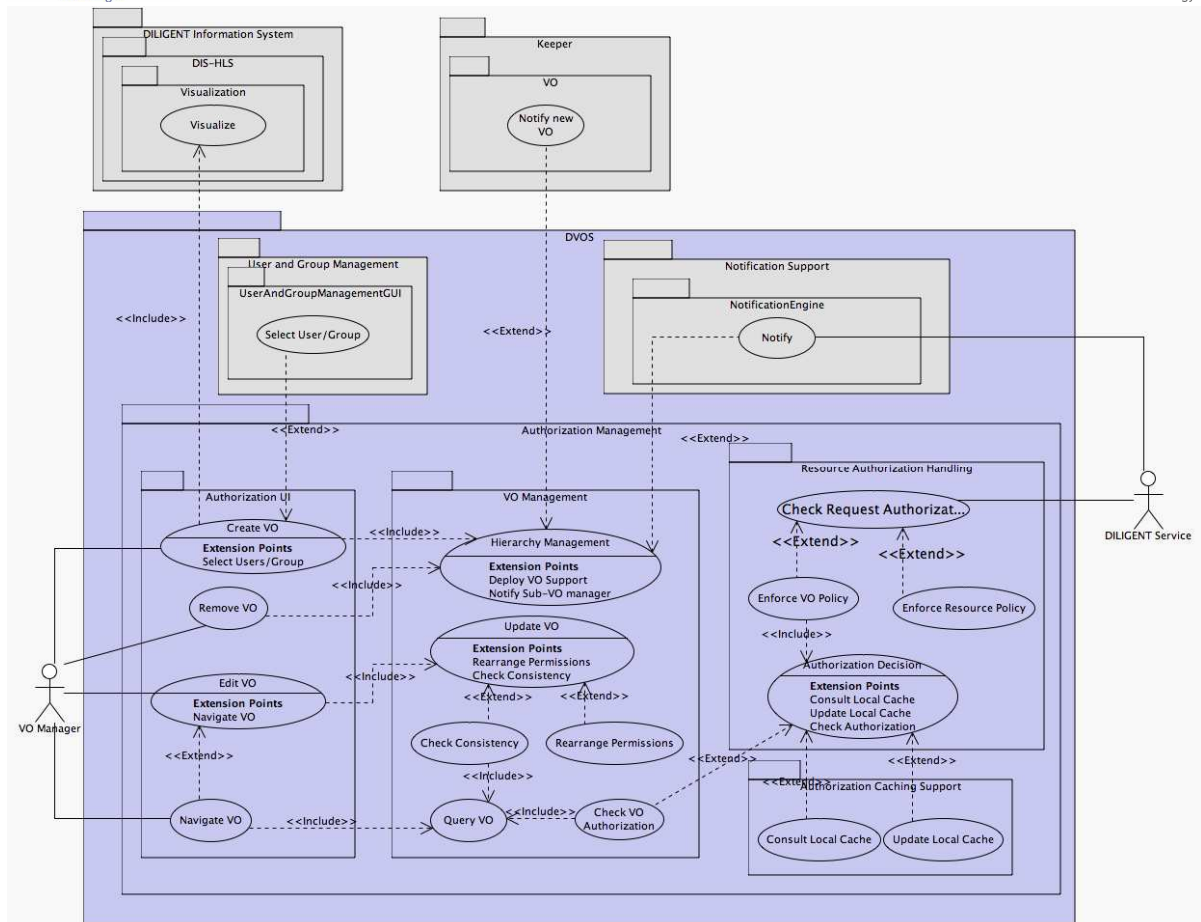 gy
DILIGENT Information System
DIS-HLS
Visualization
Visualize
Keeper
VO
Notify new
VO
DVOS
User and Group Management
UserAndGroupManagementGUI
Select User/Group
Notification Support
NotificationEngine
Notify
<<Include>>
<<Extend>>
<<Extend>>
Authorization Management
<<Extend>>
Authorization UI
Create VO
Extension Points
Select Users/Group
Remove VO
Edit VO
Extension Points
Navigate VO
<<Extend>>
Navigate VO
VO Manager
<<Include>>
<<Include>>
<<Include>>
<<Include>>
VO Management
Hierarchy Management
Extension Points
Deploy VO Support
Notify Sub-VO manager
Update VO
Extension Points
Rearrange Permissions
Check Consistency
<<Extend>>
<<Extend>>
Check Consistency
Rearrange Permissions
<<Include>>
Query VO
<<Include>>
Check VO
Authorization
<<Extend>>
Resource Authorization Handling
Check Request Authorizat...
<<Extend>>
<<Extend>>
Enforce VO Policy
Enforce Resource Policy
<<Include>>
Authorization Decision
Extension Points
Consult Local Cache
Update Local Cache
Check Authorization
<<Extend>>
<<Extend>>
Authorization Caching Support
Consult Local Cache
Update Local Cache
DILIGENT Service